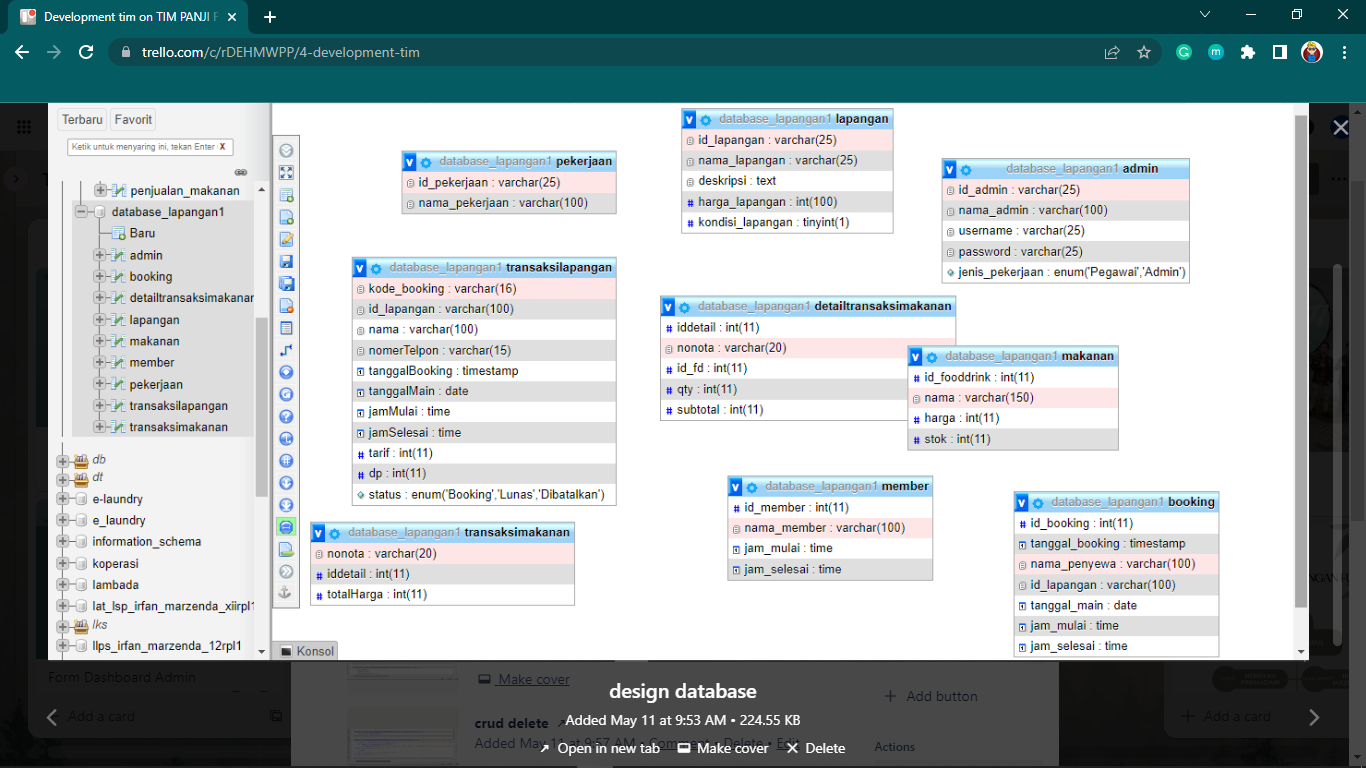 Development tim on TIM PANJI F
trello.com/c/rDEHMWPP/4-development-tim
Terbaru
Favorit
Ketik untuk menyaring ini, tekan Enter X
penjualan_makanan
database_lapangan1
Baru
admin
booking
detailtransaksimakanan
lapangan
makanan
member
pekerjaan
transaksilapangan
transaksimakanan
db
dt
e-laundry
e_laundry
information_schema
koperasi
lambada
lat_lsp_irfan_marzenda_xiirpl1
lks
llps_irfan_marzenda_12rpl1
database_lapangan1 pekerjaan
id_pekerjaan : varchar(25)
nama_pekerjaan : varchar(100)
database_lapangan1 lapangan
id_lapangan : varchar(25)
nama_lapangan : varchar(25)
deskripsi : text
harga_lapangan : int(100)
kondisi_lapangan : tinyint(1)
database_lapangan1 admin
id_admin : varchar(25)
nama_admin : varchar(100)
username : varchar(25)
password : varchar(25)
jenis_pekerjaan : enum('Pegawai','Admin')
database_lapangan1 transaksilapangan
kode_booking : varchar(16)
id_lapangan : varchar(100)
nama : varchar(100)
nomerTelpon : varchar(15)
tanggalBooking : timestamp
tanggalMain : date
jamMulai : time
jamSelesai : time
tarif : int(11)
dp : int(11)
status : enum('Booking','Lunas','Dibatalkan')
database_lapangan1 detailtransaksimakanan
iddetail : int(11)
nonota : varchar(20)
id_fd : int(11)
qty : int(11)
subtotal : int(11)
database_lapangan1 makanan
id_fooddrink : int(11)
nama : varchar(150)
harga : int(11)
stok : int(11)
database_lapangan1 member
id_member : int(11)
nama_member : varchar(100)
jam_mulai : time
jam_selesai : time
database_lapangan1 booking
id_booking : int(11)
tanggal_booking : timestamp
nama_penyewa : varchar(100)
id_lapangan : varchar(100)
tanggal_main : date
jam_mulai : time
jam_selesai : time
database_lapangan1 transaksimakanan
nonota : varchar(20)
iddetail : int(11)
totalHarga : int(11)
Konsol
Form Dashboard Admin
Add a card
Make cover
crud delete
Added May 11 at 9:57 AM • Comment • Delete • Edit
design database
Added May 11 at 9:53 AM • 224.55 KB
Open in new tab
Make cover
Delete
Add button
Actions
Add a card